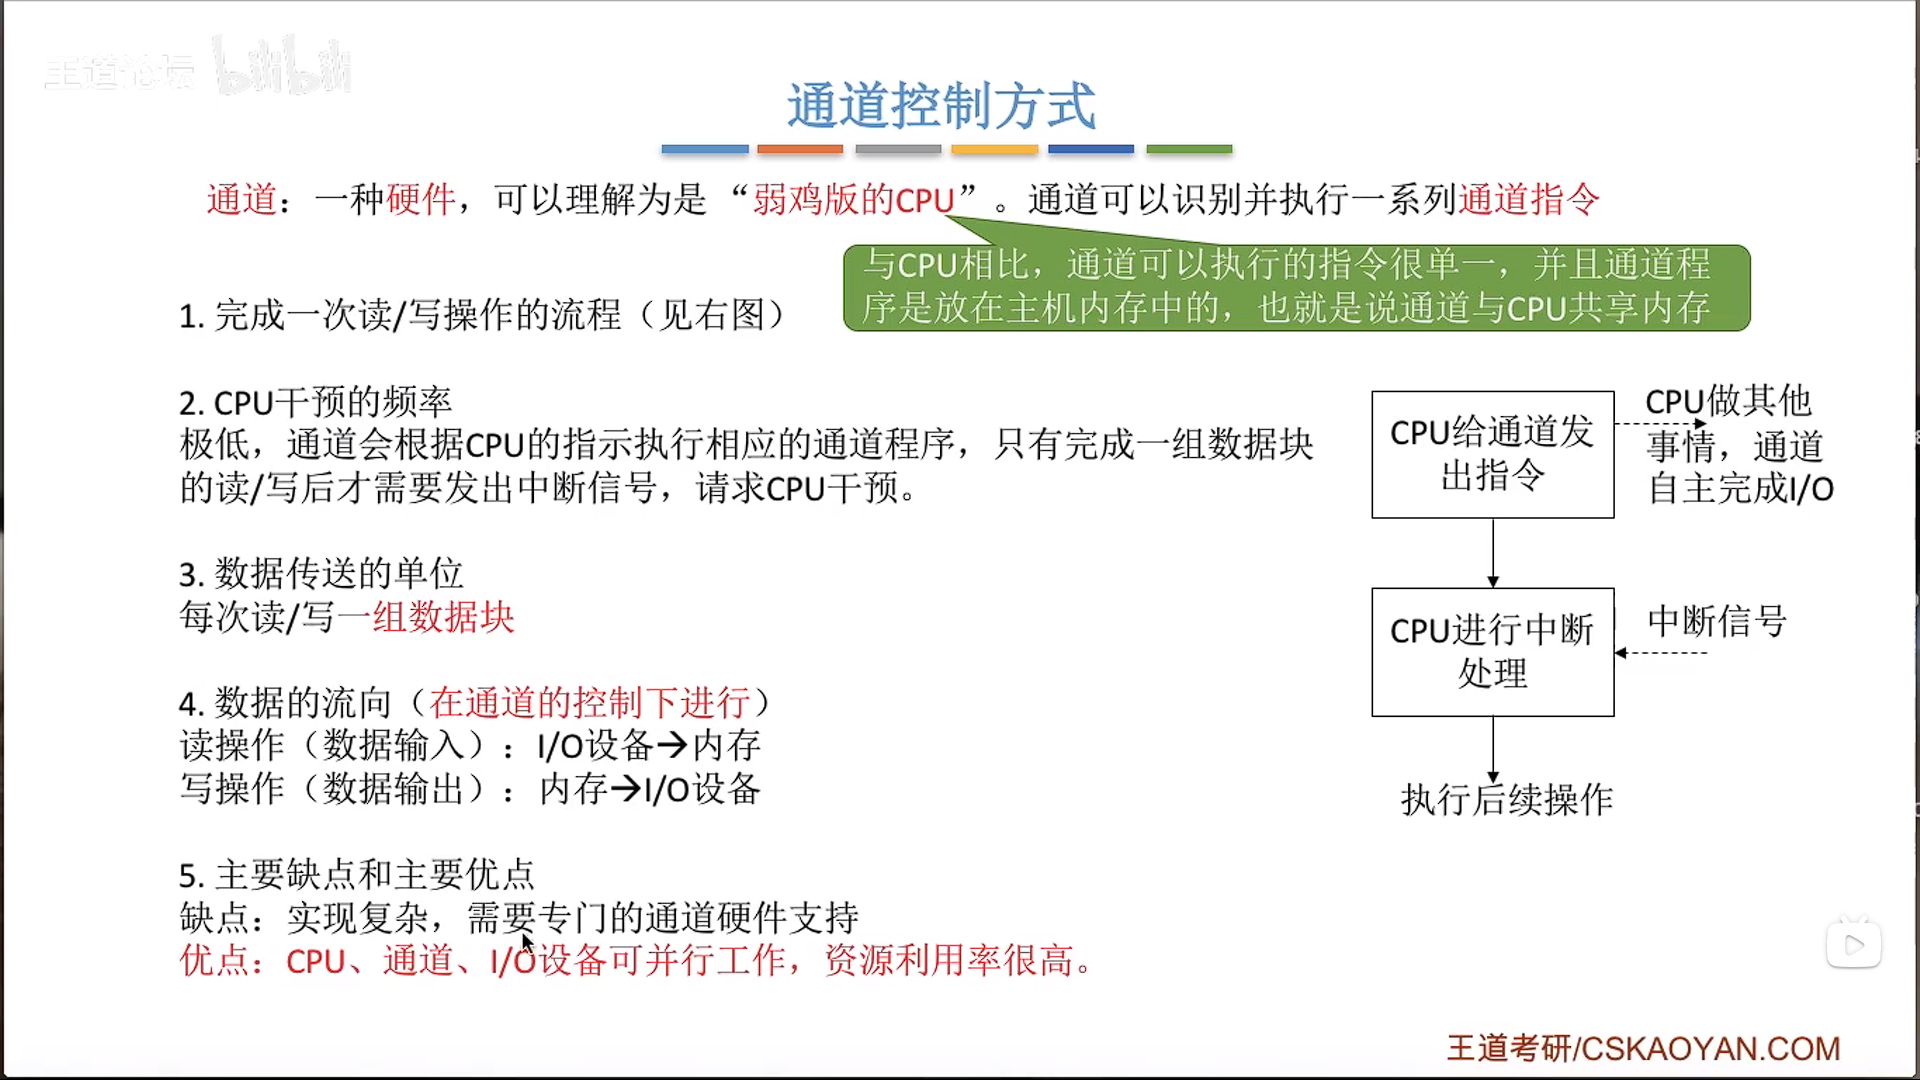 王道论坛 bilibili
通道控制方式
通道：一种硬件，可以理解为是“弱鸡版的CPU”。通道可以识别并执行一系列通道指令
与CPU相比，通道可以执行的指令很单一，并且通道程
序是放在主机内存中的，也就是说通道与CPU共享内存
1. 完成一次读/写操作的流程（见右图）
2. CPU干预的频率
极低，通道会根据CPU的指示执行相应的通道程序，只有完成一组数据块
的读/写后才需要发出中断信号，请求CPU干预。
3. 数据传送的单位
每次读/写一组数据块
4. 数据的流向（在通道的控制下进行）
读操作（数据输入）：I/O设备→内存
写操作（数据输出）：内存→I/O设备
5. 主要缺点和主要优点
缺点：实现复杂，需要专门的通道硬件支持
优点：CPU、通道、I/O设备可并行工作，资源利用率很高。
CPU给通道发
出指令
CPU做其他
事情，通道
自主完成I/O
CPU进行中断
处理
中断信号
执行后续操作
王道考研/CSKAOYAN.COM